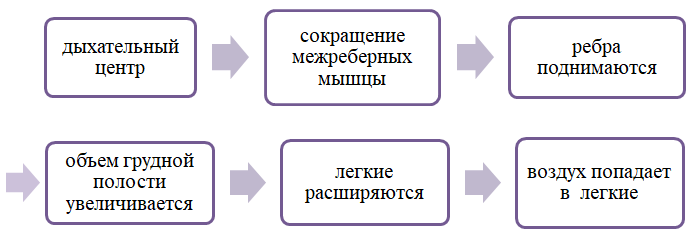 дыхательный
центр
сокращение
межреберных
мышцы
ребра
поднимаются
объем грудной
полости
увеличивается
легкие
расширяются
воздух попадает
в легкие